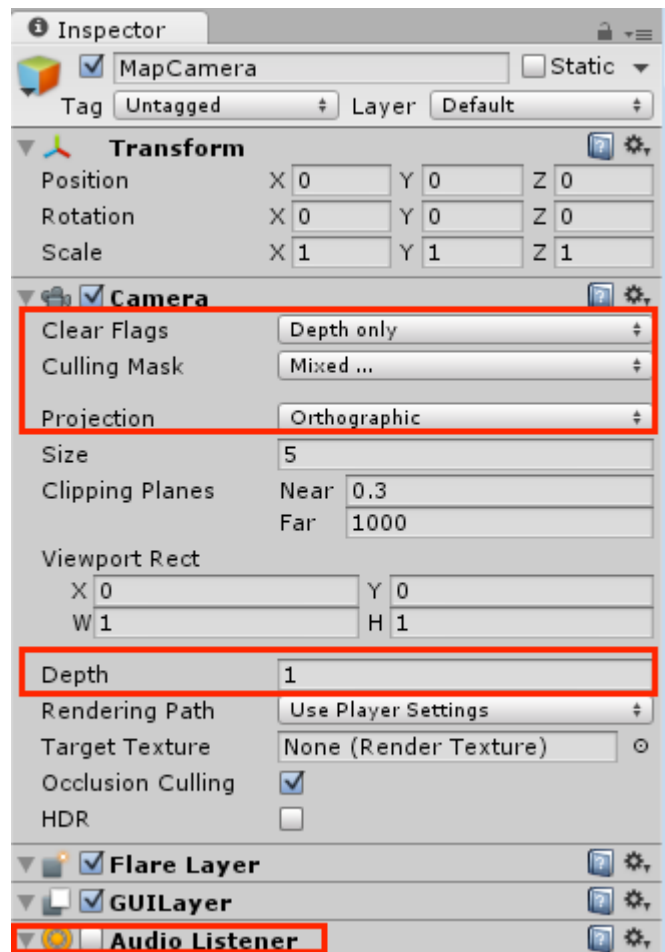 Inspector
MapCamera Static
Tag Untagged Layer Default
Transform
Position X 0 Y 0 Z 0
Rotation X 0 Y 0 Z 0
Scale X 1 Y 1 Z 1
Camera
Clear Flags Depth only
Culling Mask Mixed ...
Projection Orthographic
Size 5
Clipping Planes Near 0.3
Far 1000
Viewport Rect
X 0 Y 0
W 1 H 1
Depth 1
Rendering Path Use Player Settings
Target Texture None (Render Texture)
Occlusion Culling
HDR
Flare Layer
GUILayer
Audio Listener